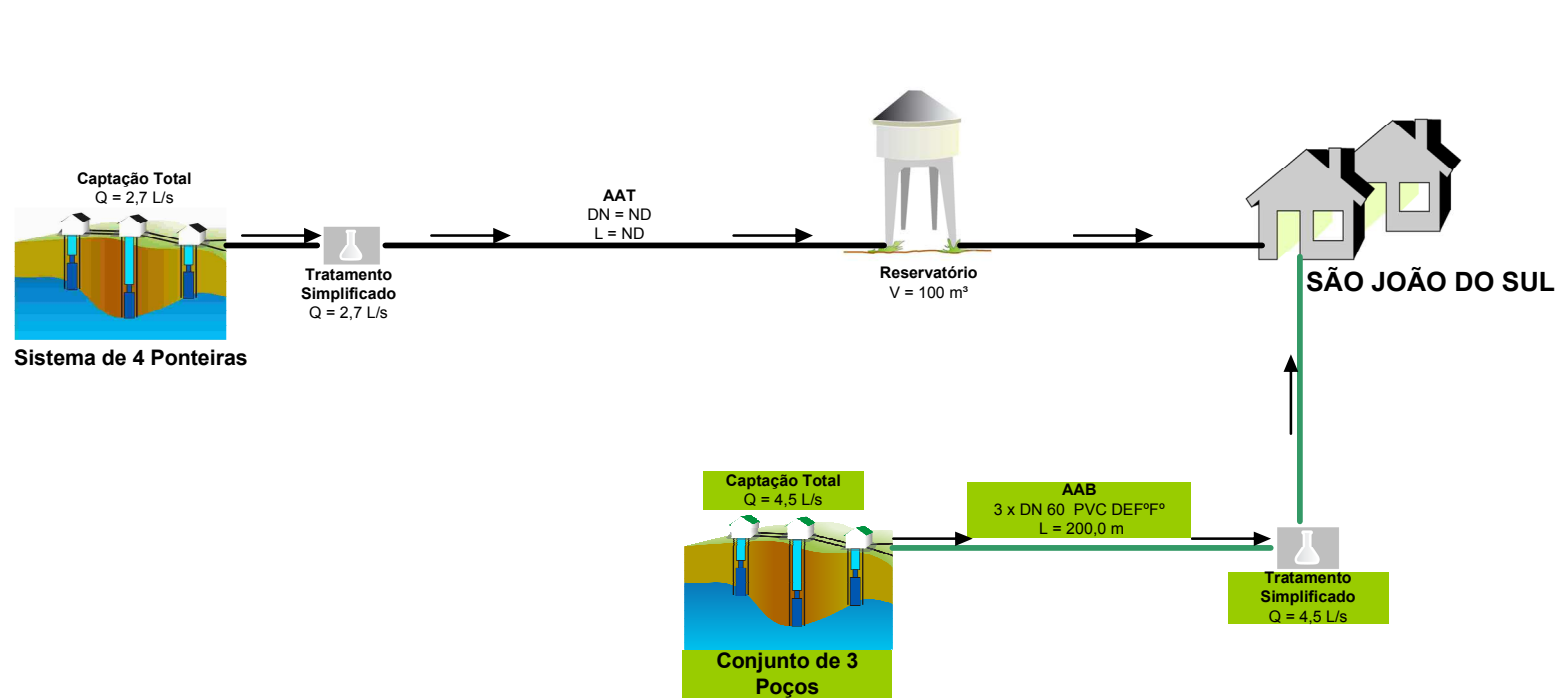 Captação Total
Q = 2,7 L/s
Sistema de 4 Ponteiras
Tratamento
Simplificado
Q = 2,7 L/s
AAT
DN = ND
L = ND
Reservatório
V = 100 m³
SÃO JOÃO DO SUL
Captação Total
Q = 4,5 L/s
Conjunto de 3
Poços
AAB
3 x DN 60 PVC DEFºFº
L = 200,0 m
Tratamento
Simplificado
Q = 4,5 L/s